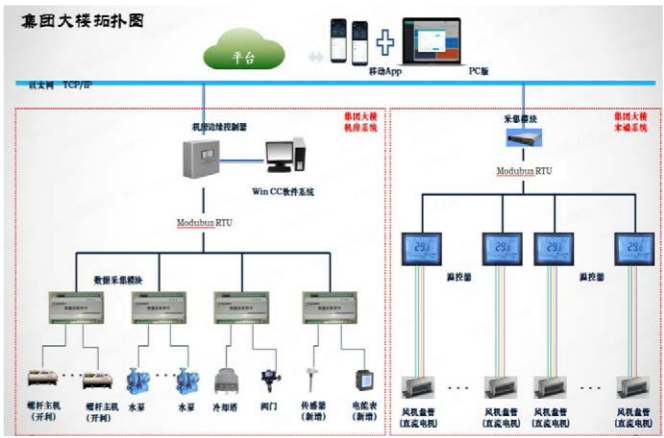 集团大楼拓扑图
平台
移动App
PC版
以太网 TCP/IP
集团大楼
机房系统
机房边缘控制器
Win CC软件系统
Modubus RTU
数据采集模块
螺杆主机
(开利)
螺杆主机
(开利)
水泵
水泵
冷却塔
阀门
传感器
(新增)
电能表
(新增)
集团大楼
末端系统
采集模块
Modubus RTU
温控器
温控器
风机盘管
(直流电机)
风机盘管
(直流电机)
风机盘管
(直流电机)
风机盘管
(直流电机)